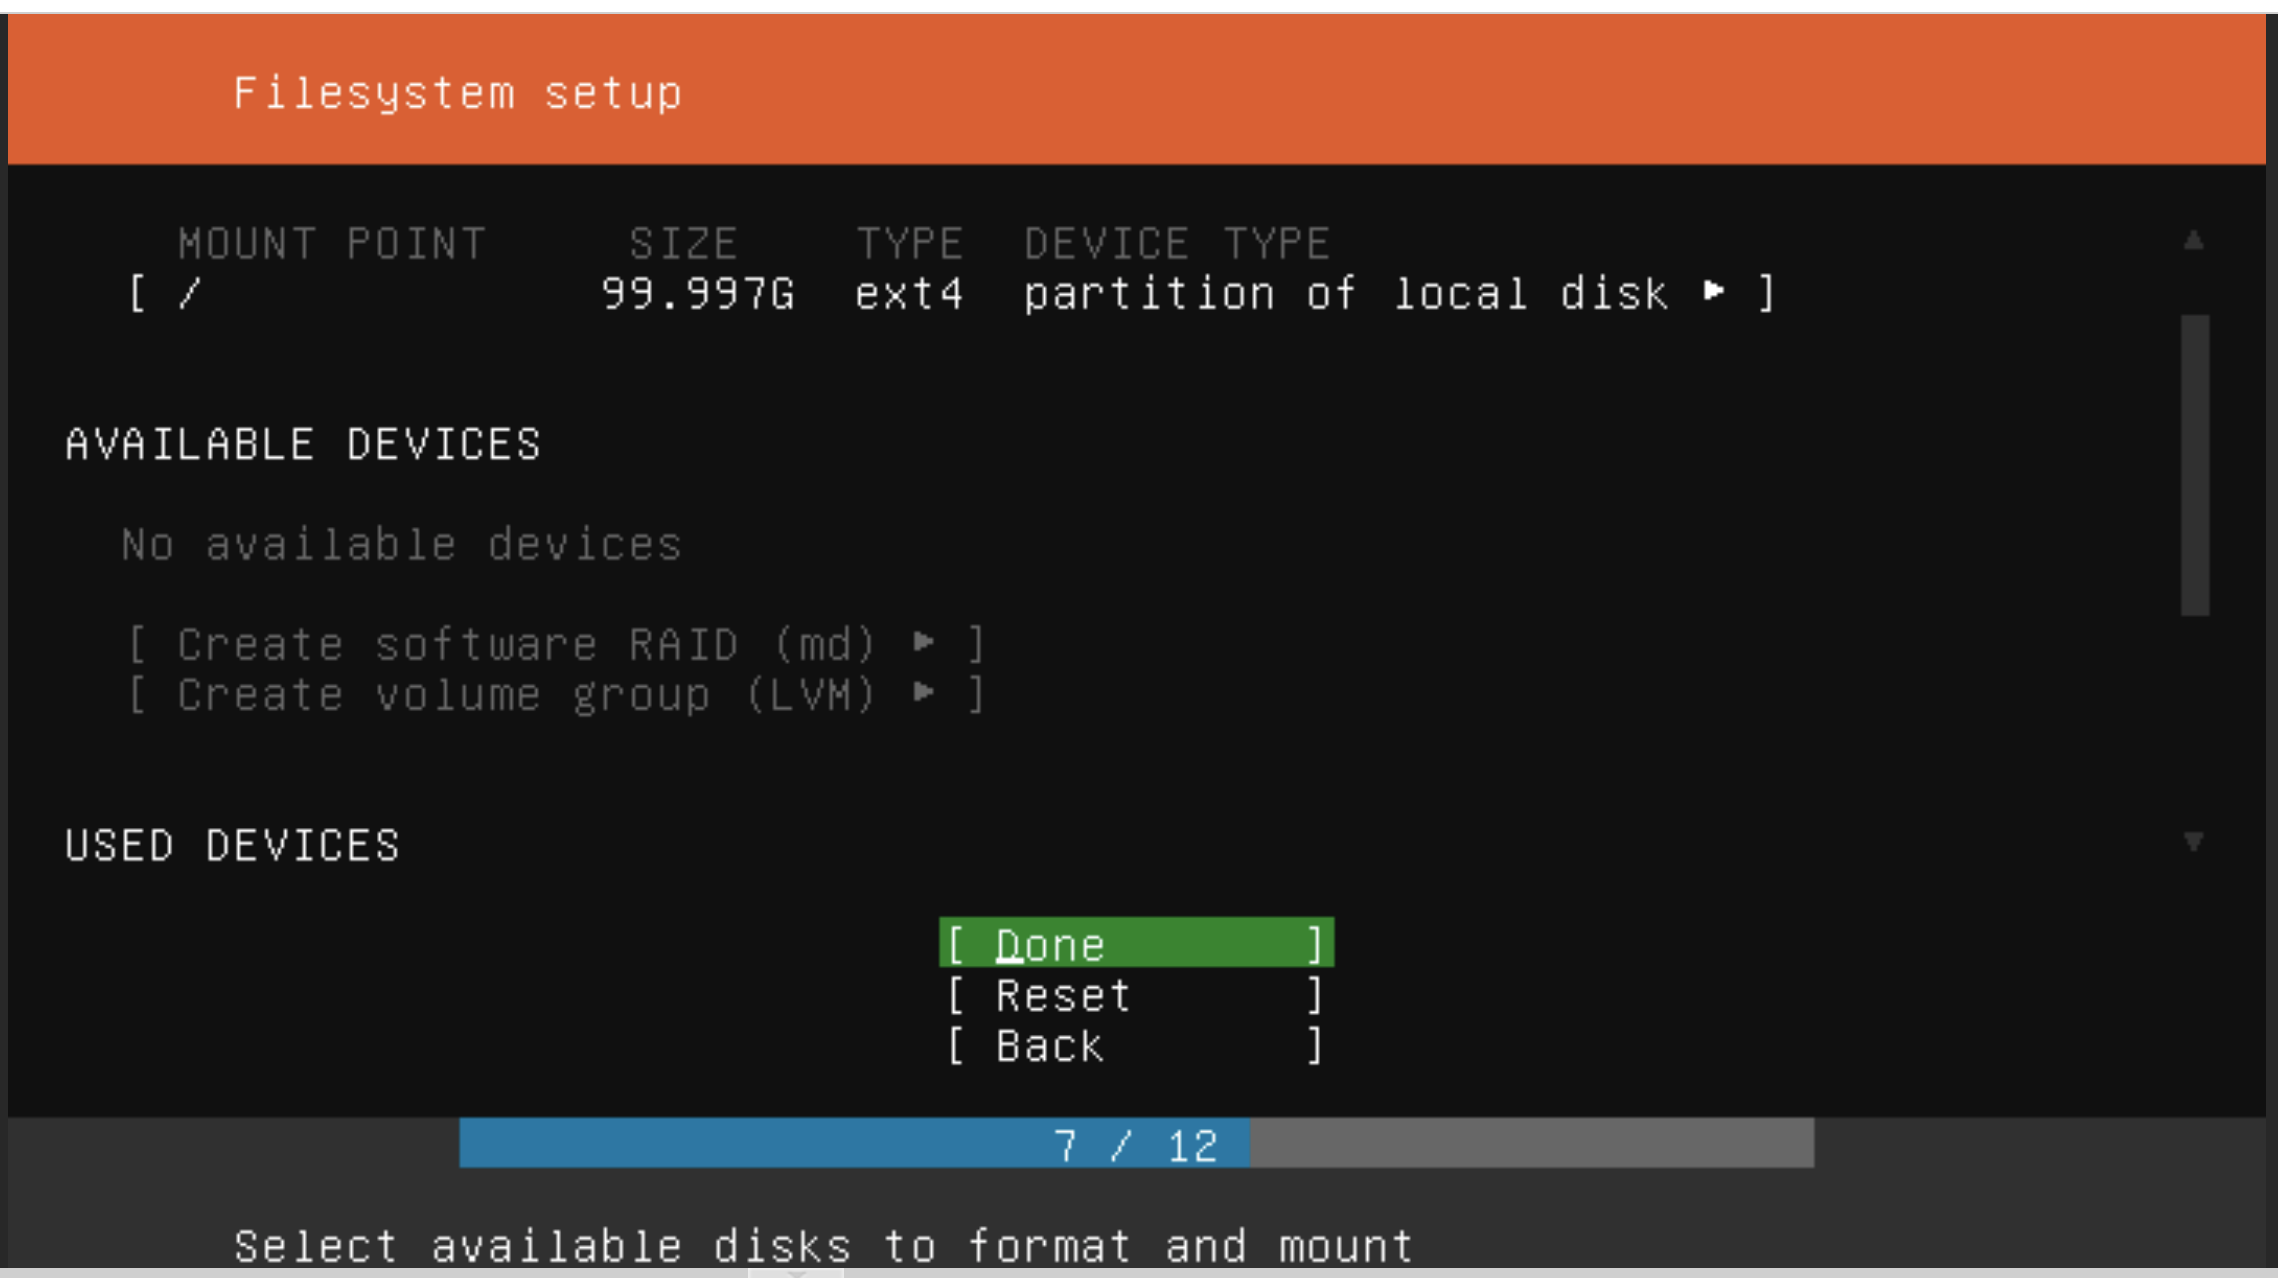 Filesystem setup
MOUNT POINT SIZE TYPE DEVICE TYPE
[ / 99.997G ext4 partition of local disk ▸ ]
AVAILABLE DEVICES
No available devices
[ Create software RAID (md) ▸ ]
[ Create volume group (LVM) ▸ ]
USED DEVICES
[ Done ]
[ Reset ]
[ Back ]
7 / 12
Select available disks to format and mount